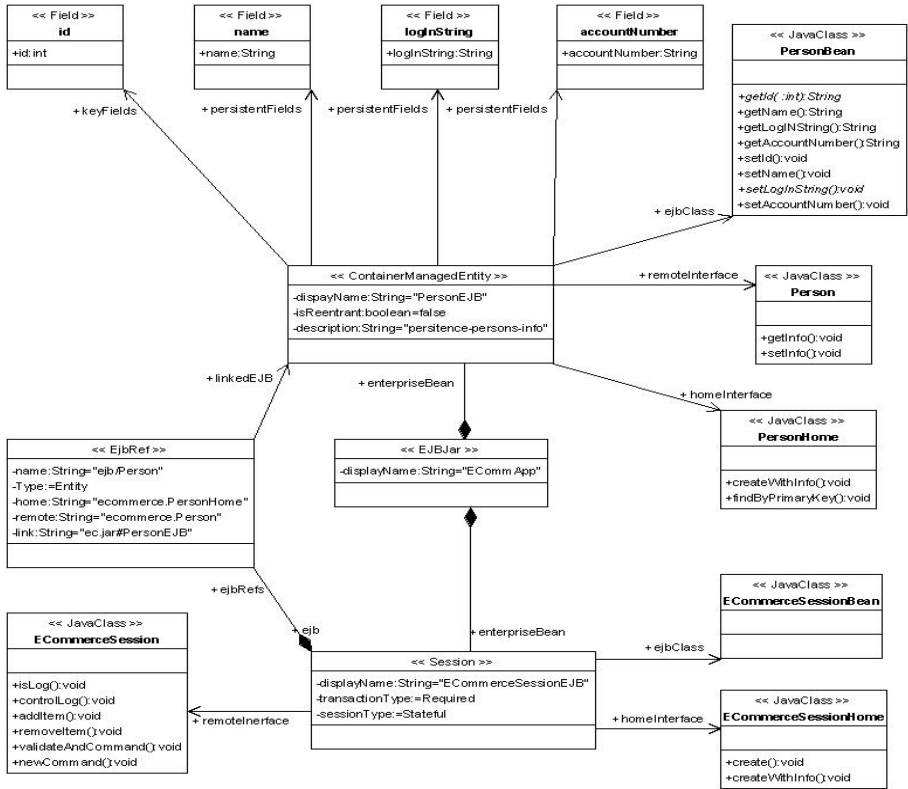 << Field >>
id
+id:int
<< Field >>
name
+name:String
<< Field >>
logInString
+logInString:String
<< Field >>
accountNumber
+accountNumber:String
<< JavaClass >>
PersonBean
+getId( :int):String
+getName():String
+getLogINString():String
+getAccountNumber():String
+setId():void
+setName():void
+setLogInString():void
+setAccountNumber():void
+ keyFields
+ persistentFields
+ persistentFields
+ persistentFields
+ ejbClass
<< ContainerManagedEntity >>
-dispayName:String="PersonEJB"
-isReentrant:boolean=false
-description:String="persitence-persons-info"
+ remoteInterface
<< JavaClass >>
Person
+getInfo():void
+setInfo():void
+ linkedEJB
+ enterpriseBean
+ homeInterface
<< JavaClass >>
PersonHome
+createWithInfo():void
+findByPrimaryKey():void
<< EjbRef >>
-name:String="ejb/Person"
-Type:=Entity
-home:String="ecommerce.PersonHome"
-remote:String="ecommerce.Person"
-link:String="ec.jar#PersonEJB"
<< EJBJar >>
-displayName:String="EComm App"
+ ejbRefs
+ ejb
+ enterpriseBean
<< JavaClass >>
ECommerceSessionBean
+ ejbClass
<< JavaClass >>
ECommerceSession
+isLog():void
+controlLog():void
+addItem():void
+removeItem():void
+validateAndCommand():void
+newCommand():void
+ remoteInerface
<< Session >>
-displayName:String="ECommerceSessionEJB"
-transactionType:=Required
-sessionType:=Stateful
+ homeInterface
<< JavaClass >>
ECommerceSessionHome
+create():void
+createWithInfo():void